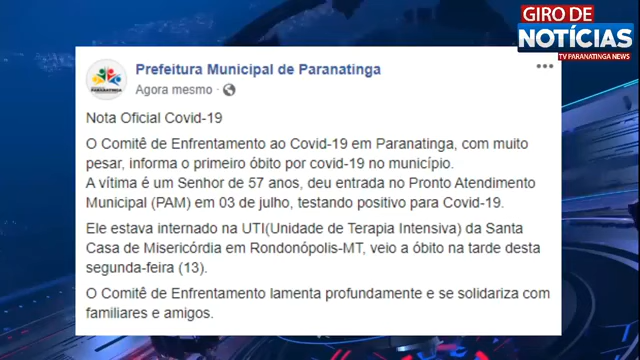 GIRO DE
NOTÍCIAS
TV PARANATINGA NEWS
Prefeitura Municipal de Paranatinga
Agora mesmo ·
PARANATINGA
Nota Oficial Covid-19
O Comitê de Enfrentamento ao Covid-19 em Paranatinga, com muito
pesar, informa o primeiro óbito por covid-19 no município.
A vítima é um Senhor de 57 anos, deu entrada no Pronto Atendimento
Municipal (PAM) em 03 de julho, testando positivo para Covid-19.
Ele estava internado na UTI(Unidade de Terapia Intensiva) da Santa
Casa de Misericórdia em Rondonópolis-MT, veio a óbito na tarde desta
segunda-feira (13).
O Comitê de Enfrentamento lamenta profundamente e se solidariza com
familiares e amigos.